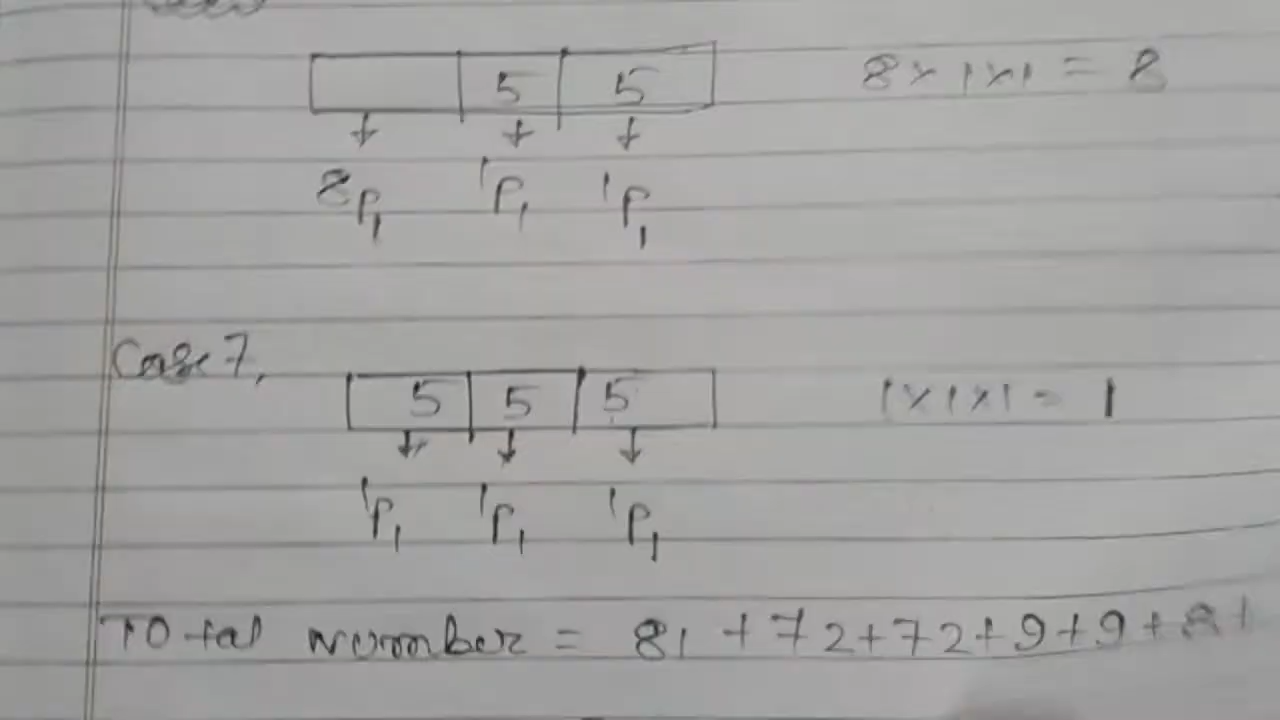 5 5 8 × 1 × 1 = 8
⁸P₁ ¹P₁ ¹P₁
Case 7,
5 5 5 1 × 1 × 1 = 1
¹P₁ ¹P₁ ¹P₁
Total number = 81 + 72 + 72 + 9 + 9 + 8 +